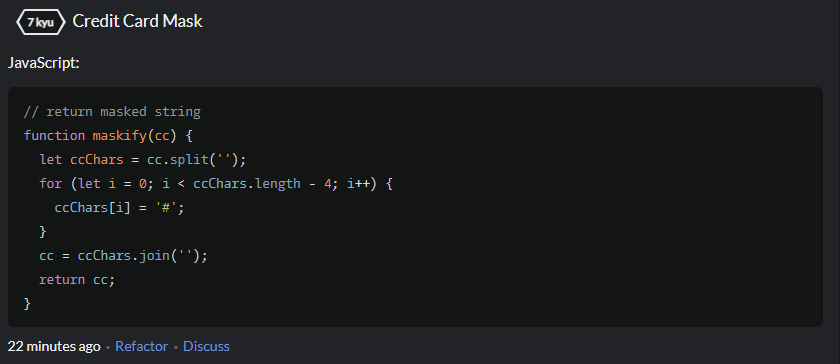 7 kyu Credit Card Mask
JavaScript:
// return masked string
function maskify(cc) {
  let ccChars = cc.split('');
  for (let i = 0; i < ccChars.length - 4; i++) {
    ccChars[i] = '#';
  }
  cc = ccChars.join('');
  return cc;
}
22 minutes ago • Refactor • Discuss